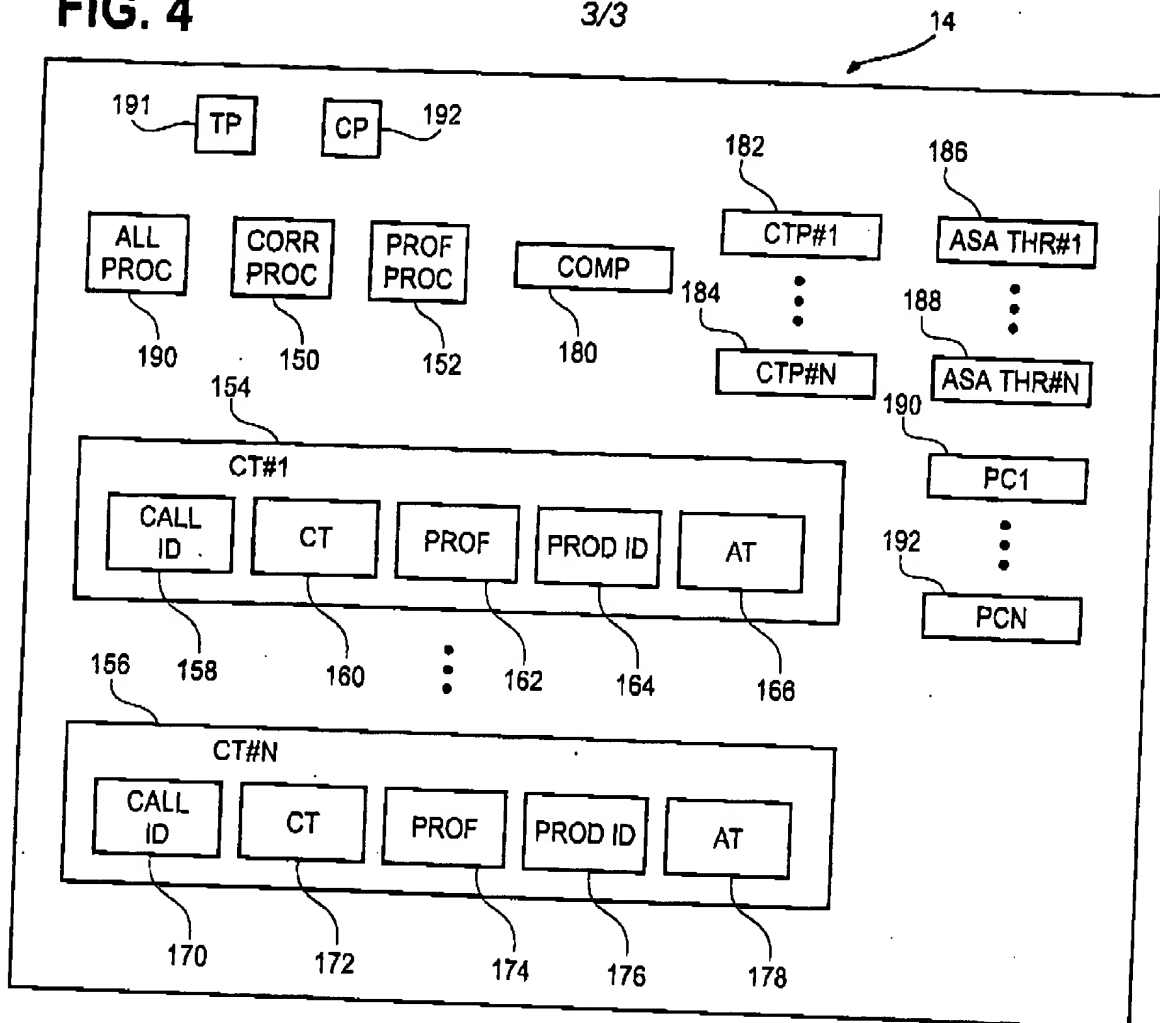 FIG. 4
3/3
14
191
TP
CP
192
182
186
ALL
PROC
CORR
PROC
PROF
PROC
COMP
CTP#1
ASA THR#1
184
188
190
150
152
180
CTP#N
ASA THR#N
154
190
CT#1
PC1
CALL
ID
CT
PROF
PROD ID
AT
192
PCN
158
160
162
164
166
156
CT#N
CALL
ID
CT
PROF
PROD ID
AT
170
172
174
176
178